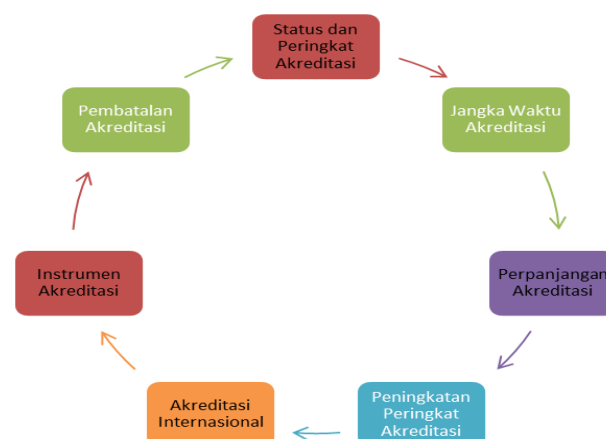 Status dan
Peringkat
Akreditasi
Jangka Waktu
Akreditasi
Perpanjangan
Akreditasi
Peningkatan
Peringkat
Akreditasi
Akreditasi
Internasional
Instrumen
Akreditasi
Pembatalan
Akreditasi